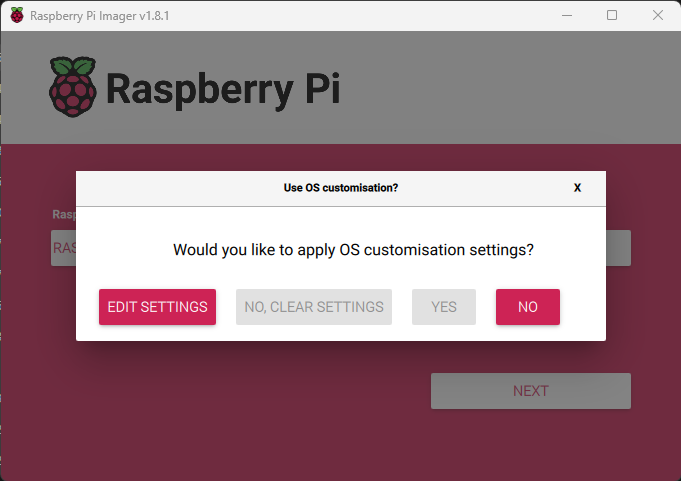 Raspberry Pi Imager v1.8.1
Raspberry Pi
Use OS customisation?
X
Rasp
Would you like to apply OS customisation settings?
RAS
EDIT SETTINGS
NO, CLEAR SETTINGS
YES
NO
NEXT